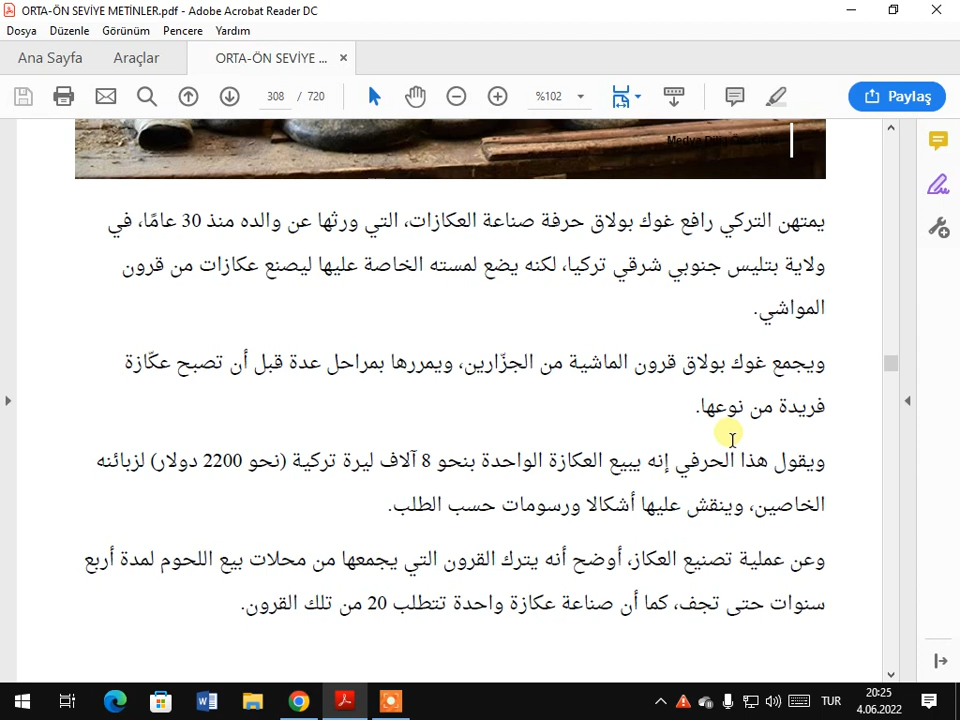 ORTA-ÖN SEVİYE METİNLER.pdf - Adobe Acrobat Reader DC
Dosya Düzenle Görünüm Pencere Yardım
Ana Sayfa Araçlar ORTA-ÖN SEVİYE ... ×
308 / 720 %102 Paylaş
يمتهن التركي رافع غوك بولاق حرفة صناعة العكازات، التي ورثها عن والده منذ 30 عامًا، في
ولاية بتليس جنوبي شرقي تركيا، لكنه يضع لمسته الخاصة عليها ليصنع عكازات من قرون
المواشي.
ويجمع غوك بولاق قرون الماشية من الجزّارين، ويمررها بمراحل عدة قبل أن تصبح عكّازة
فريدة من نوعها.
ويقول هذا الحرفي إنه يبيع العكازة الواحدة بنحو 8 آلاف ليرة تركية (نحو 2200 دولار) لزبائنه
الخاصين، وينقش عليها أشكالا ورسومات حسب الطلب.
وعن عملية تصنيع العكاز، أوضح أنه يترك القرون التي يجمعها من محلات بيع اللحوم لمدة أربع
سنوات حتى تجف، كما أن صناعة عكازة واحدة تتطلب 20 من تلك القرون.
TUR
20:25
4.06.2022